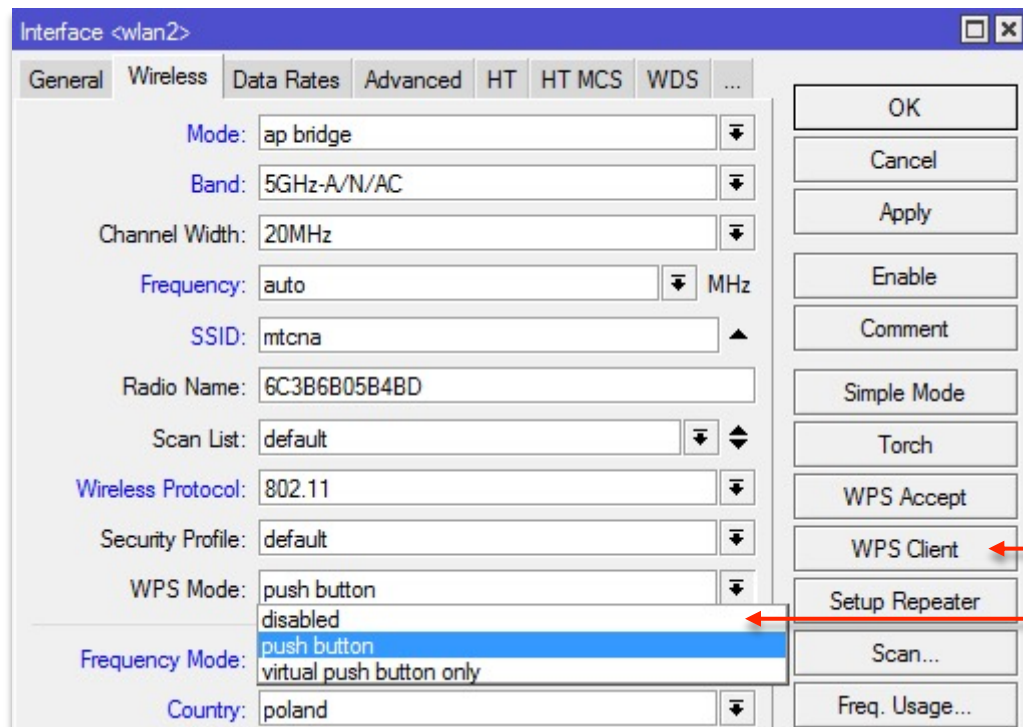 Interface <wlan2>
General Wireless Data Rates Advanced HT HT MCS WDS ...
Mode: ap bridge
Band: 5GHz-A/N/AC
Channel Width: 20MHz
Frequency: auto MHz
SSID: mtcna
Radio Name: 6C3B6B05B4BD
Scan List: default
Wireless Protocol: 802.11
Security Profile: default
WPS Mode: push button
disabled
push button
virtual push button only
Frequency Mode:
Country: poland
OK
Cancel
Apply
Enable
Comment
Simple Mode
Torch
WPS Accept
WPS Client
Setup Repeater
Scan...
Freq. Usage...